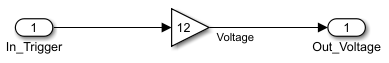 1
In_Trigger
12
Voltage
1
Out_Voltage